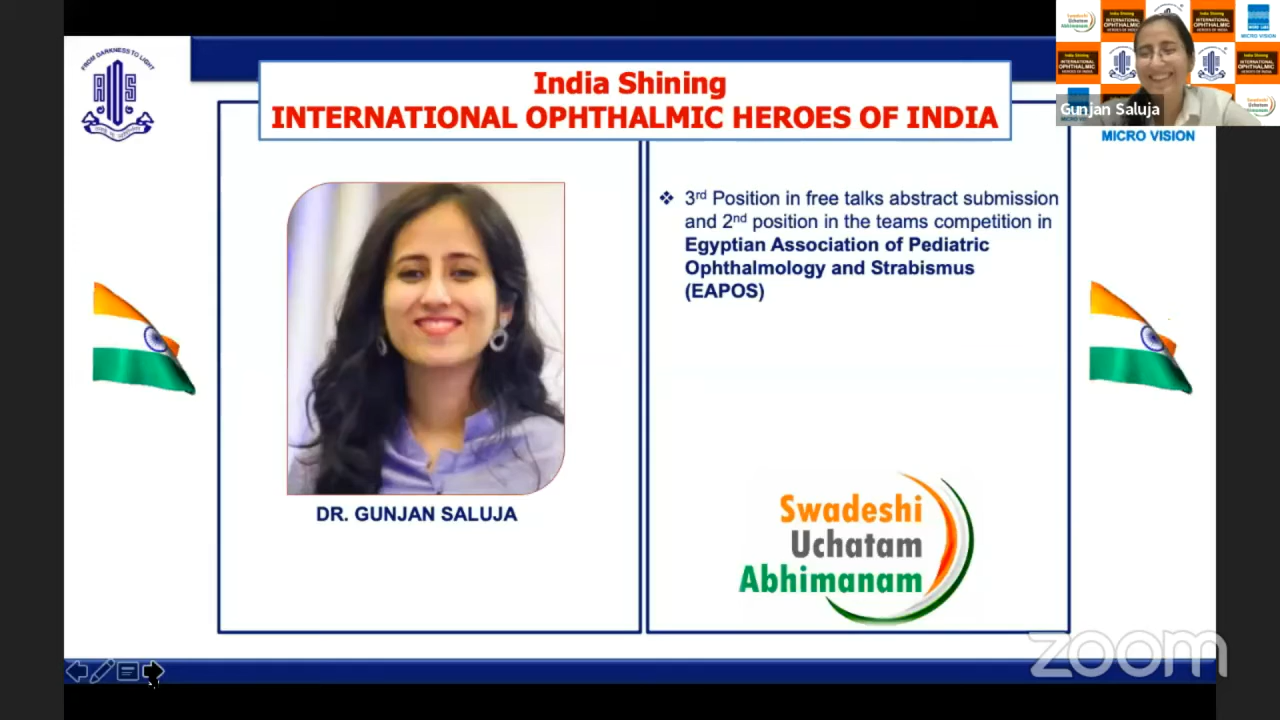 India Shining
INTERNATIONAL OPHTHALMIC HEROES OF INDIA
FROM DARKNESS TO LIGHT
Gunjan Saluja
MICRO VISION
❖ 3rd Position in free talks abstract submission
and 2nd position in the teams competition in
Egyptian Association of Pediatric
Ophthalmology and Strabismus
(EAPOS)
DR. GUNJAN SALUJA
Swadeshi
Uchatam
Abhimanam
zoom